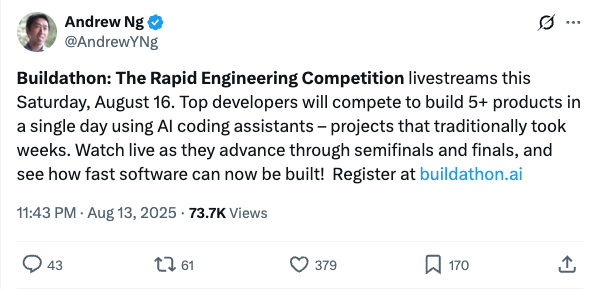 Andrew Ng
@AndrewYNg
Buildathon: The Rapid Engineering Competition livestreams this
Saturday, August 16. Top developers will compete to build 5+ products in
a single day using AI coding assistants – projects that traditionally took
weeks. Watch live as they advance through semifinals and finals, and
see how fast software can now be built!  Register at buildathon.ai
11:43 PM · Aug 13, 2025 · 73.7K Views
43 61 379 170